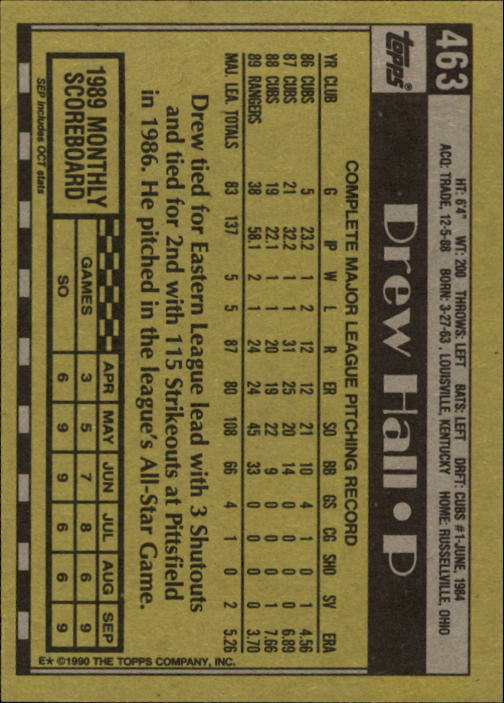 463
topps®
HT: 6'4" WT: 200 THROWS: LEFT BATS: LEFT DRFT: CUBS #1-JUNE, 1984
ACQ: TRADE, 12-5-88 BORN: 3-27-63, LOUISVILLE, KENTUCKY HOME: RUSSELLVILLE, OHIO
Drew Hall • P
COMPLETE MAJOR LEAGUE PITCHING RECORD
YR CLUB G IP W L R ER SO BB GS CG SHO SV ERA
86 CUBS 5 23.2 1 2 12 12 21 10 4 1 0 1 4.56
87 CUBS 21 32.2 1 1 31 25 20 14 0 0 0 0 6.89
88 CUBS 19 22.1 1 1 20 19 22 9 0 0 0 1 7.66
89 RANGERS 38 58.1 2 1 24 24 45 33 0 0 0 0 3.70
MAJ. LEA. TOTALS 83 137 5 5 87 80 108 66 4 1 0 2 5.26
Drew tied for Eastern League lead with 3 Shutouts
and tied for 2nd with 115 Strikeouts at Pittsfield
in 1986. He pitched in the league's All-Star Game.
1989 MONTHLY
SCOREBOARD
APR MAY JUN JUL AUG SEP
GAMES 3 5 7 8 6 9
SO 6 9 9 6 6 9
SEP includes OCT stats
E★ ©1990 THE TOPPS COMPANY, INC.